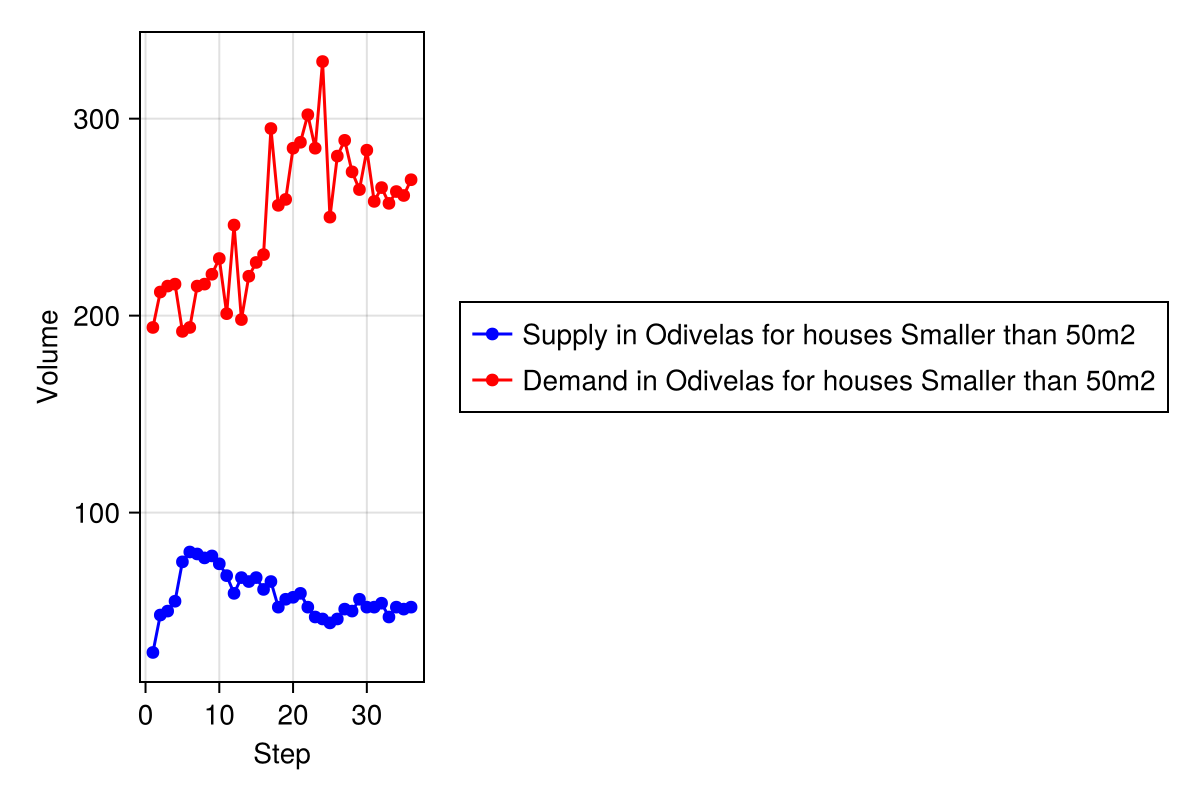 300
200
100
Volume
0 10 20 30
Step
Supply in Odivelas for houses Smaller than 50m2
Demand in Odivelas for houses Smaller than 50m2